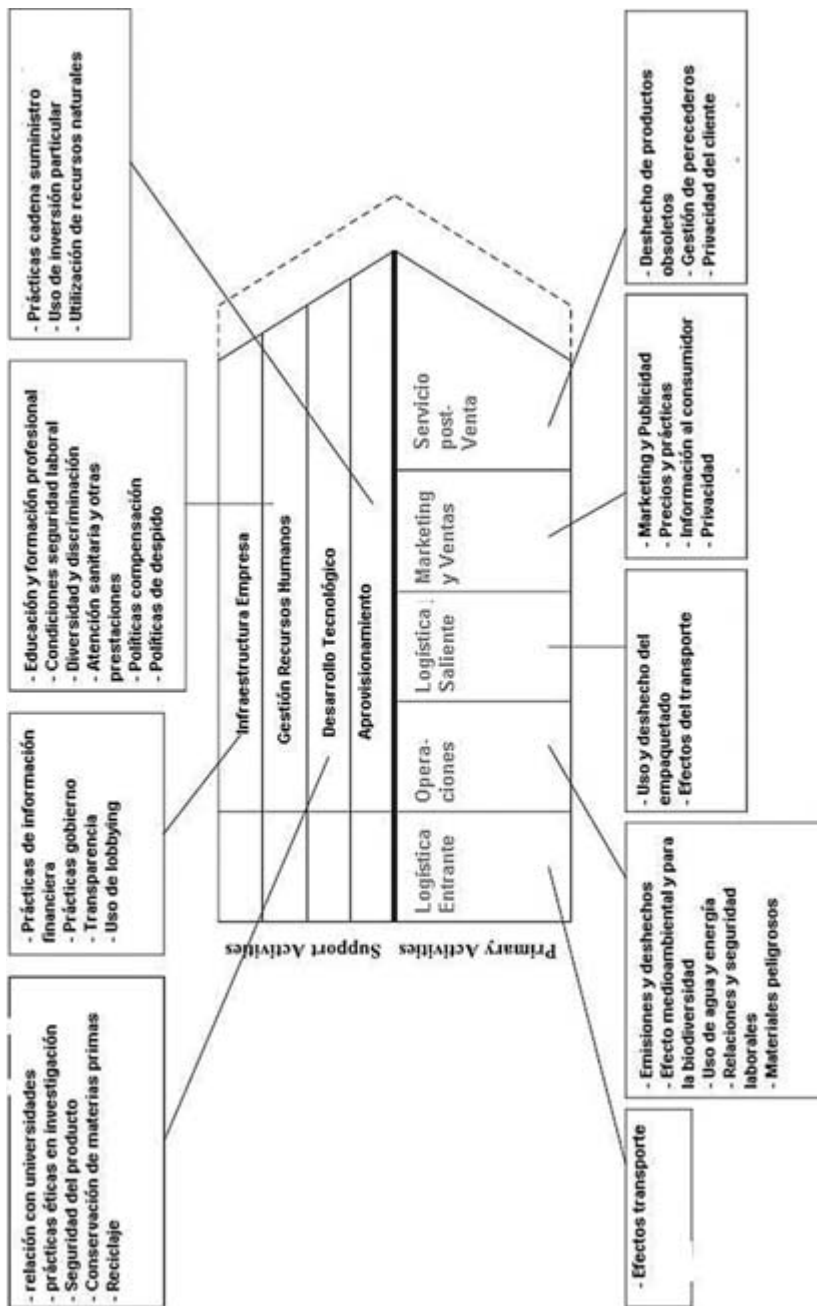 - relación con universidades
- prácticas éticas en investigación
- Seguridad del producto
- Conservación de materias primas
- Reciclaje
- Prácticas de información
financiera
- Prácticas gobierno
- Transparencia
- Uso de lobbying
- Educación y formación profesional
- Condiciones seguridad laboral
- Diversidad y discriminación
- Atención sanitaria y otras
prestaciones
- Políticas compensación
- Políticas de despido
- Prácticas cadena suministro
- Uso de inversión particular
- Utilización de recursos naturales
Support Activities
Infraestructura Empresa
Gestión Recursos Humanos
Desarrollo Tecnológico
Aprovisionamiento
Primary Activities
Logística
Entrante
Opera-
ciones
Logística
Saliente
Marketing
y Ventas
Servicio
post-
Venta
- Efectos transporte
- Emisiones y deshechos
- Efecto medioambiental y para
la biodiversidad
- Uso de agua y energía
- Relaciones y seguridad
laborales
- Materiales peligrosos
- Uso y deshecho del
empaquetado
- Efectos del transporte
- Marketing y Publicidad
- Precios y prácticas
- Información al consumidor
- Privacidad
- Deshecho de productos
obsoletos
- Gestión de perecederos
- Privacidad del cliente